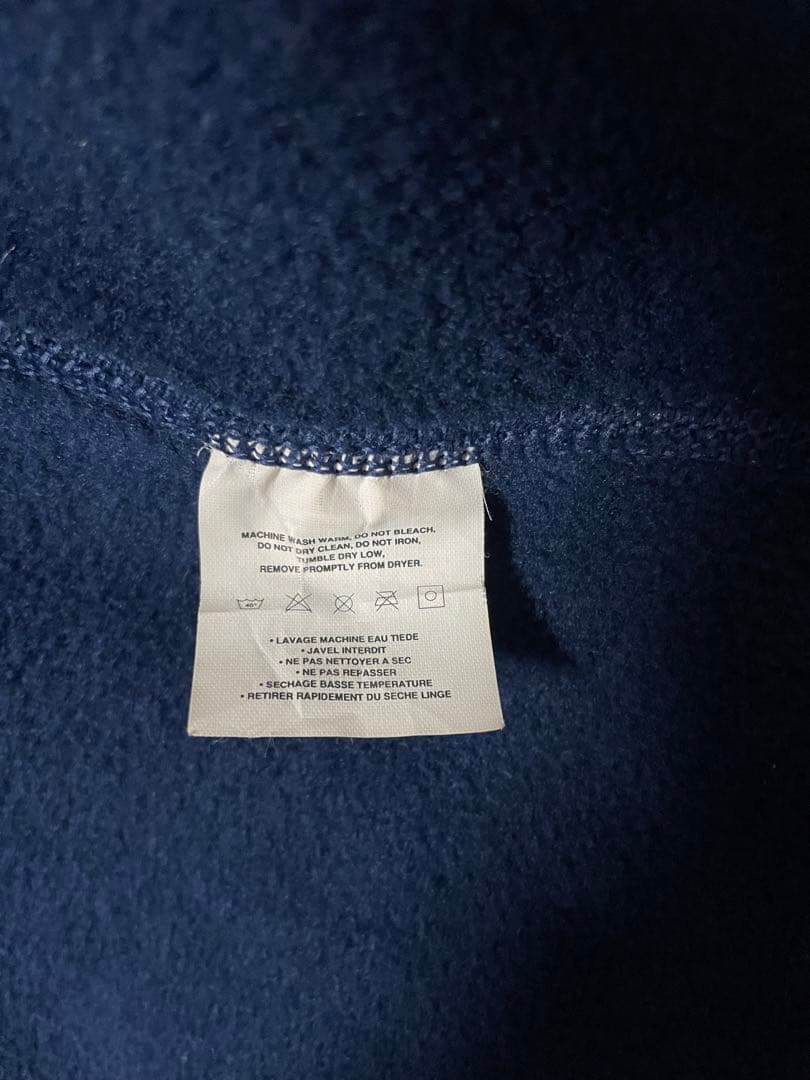 MACHINE WASH WARM, DO NOT BLEACH,
DO NOT DRY CLEAN, DO NOT IRON,
TUMBLE DRY LOW,
REMOVE PROMPTLY FROM DRYER.
40°
• LAVAGE MACHINE EAU TIEDE
• JAVEL INTERDIT
• NE PAS NETTOYER A SEC
• NE PAS REPASSER
• SECHAGE BASSE TEMPERATURE
• RETIRER RAPIDEMENT DU SECHE LINGE